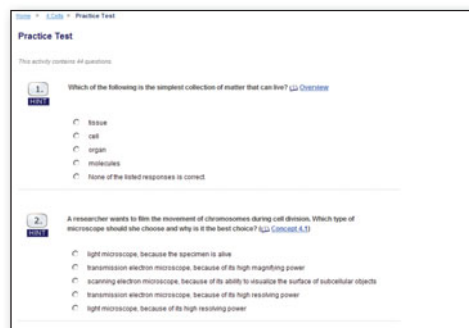 Home > 4 Cells > Practice Test
Practice Test
This activity contains 44 questions.
1. Which of the following is the simplest collection of matter that can live? Overview
HINT
tissue
cell
organ
molecules
None of the listed responses is correct.
2. A researcher wants to film the movement of chromosomes during cell division. Which type of
microscope should she choose and why is it the best choice? (Concept 4.1)
HINT
light microscope, because the specimen is alive
transmission electron microscope, because of its high magnifying power
scanning electron microscope, because of its ability to visualize the surface of subcellular objects
transmission electron microscope, because of its high resolving power
light microscope, because of its high resolving power